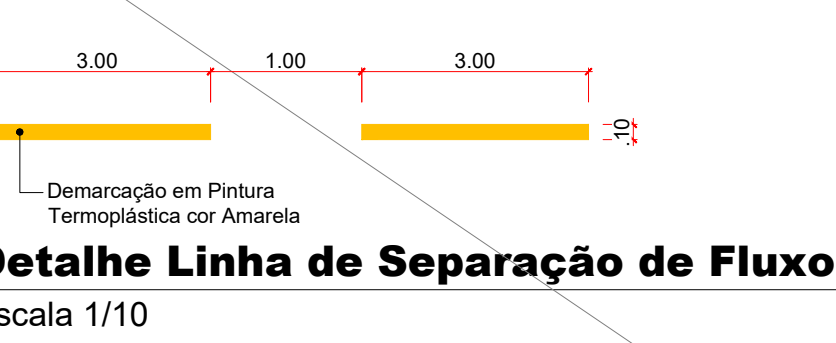 3.00 1.00 3.00
.10
Demarcação em Pintura
Termoplástica cor Amarela
Detalhe Linha de Separação de Fluxo
scala 1/10